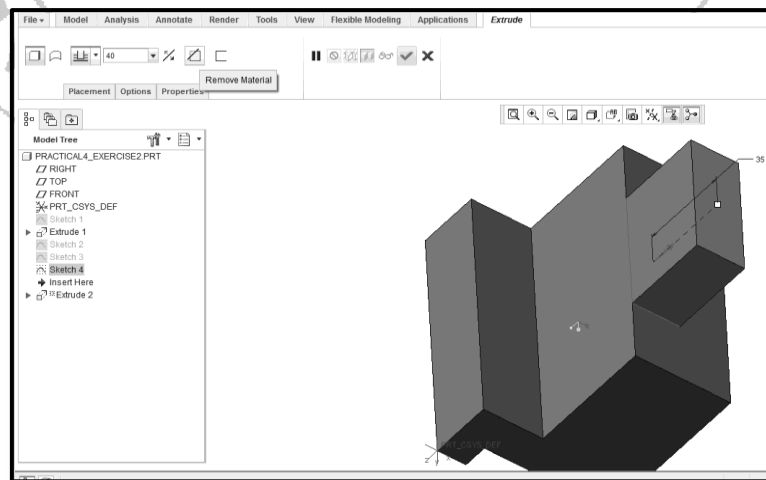 File Model Analysis Annotate Render Tools View Flexible Modeling Applications Extrude
40
Remove Material
Placement Options Properties
Model Tree
PRACTICAL4_EXERCISE2.PRT
RIGHT
TOP
FRONT
PRT_CSYS_DEF
Sketch 1
Extrude 1
Sketch 2
Sketch 3
Sketch 4
Insert Here
Extrude 2
35
PRT_CSYS_DEF
Z Y